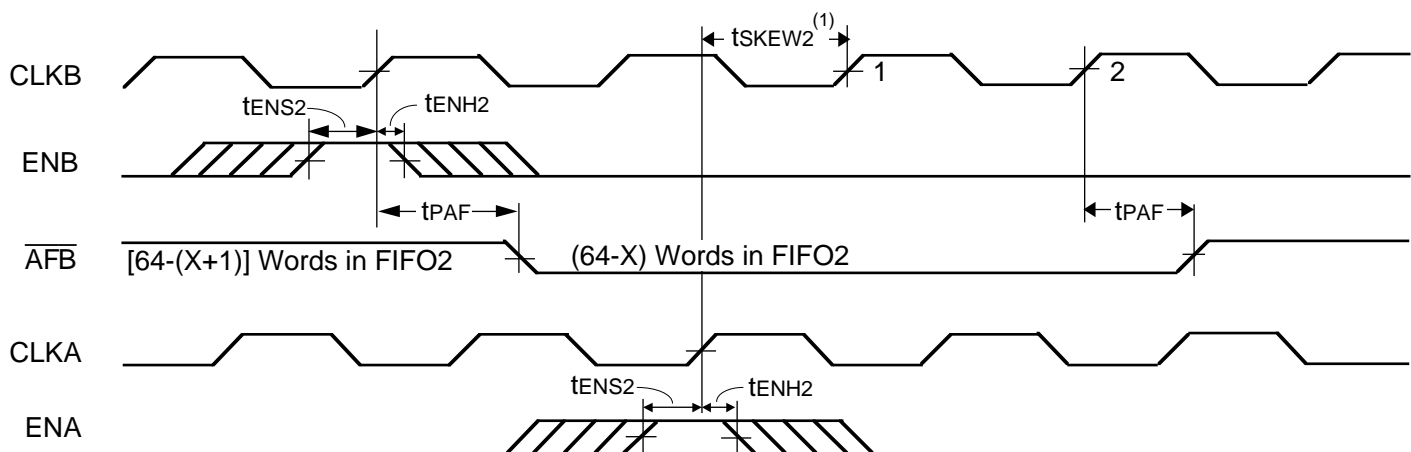 tSKEW2(1)
CLKB 1 2
tENS2 tENH2
ENB
tPAF tPAF
AFB [64-(X+1)] Words in FIFO2 (64-X) Words in FIFO2
CLKA
tENS2 tENH2
ENA